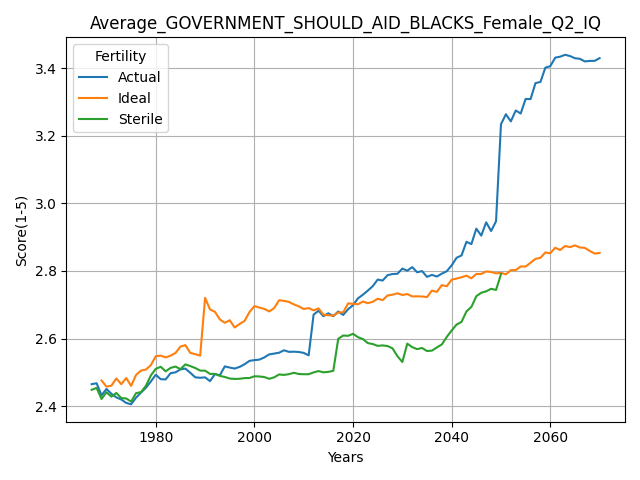 Average_GOVERNMENT_SHOULD_AID_BLACKS_Female_Q2_IQ
Fertility
Actual
Ideal
Sterile
Score(1-5)
3.4
3.2
3.0
2.8
2.6
2.4
1980
2000
2020
2040
2060
Years